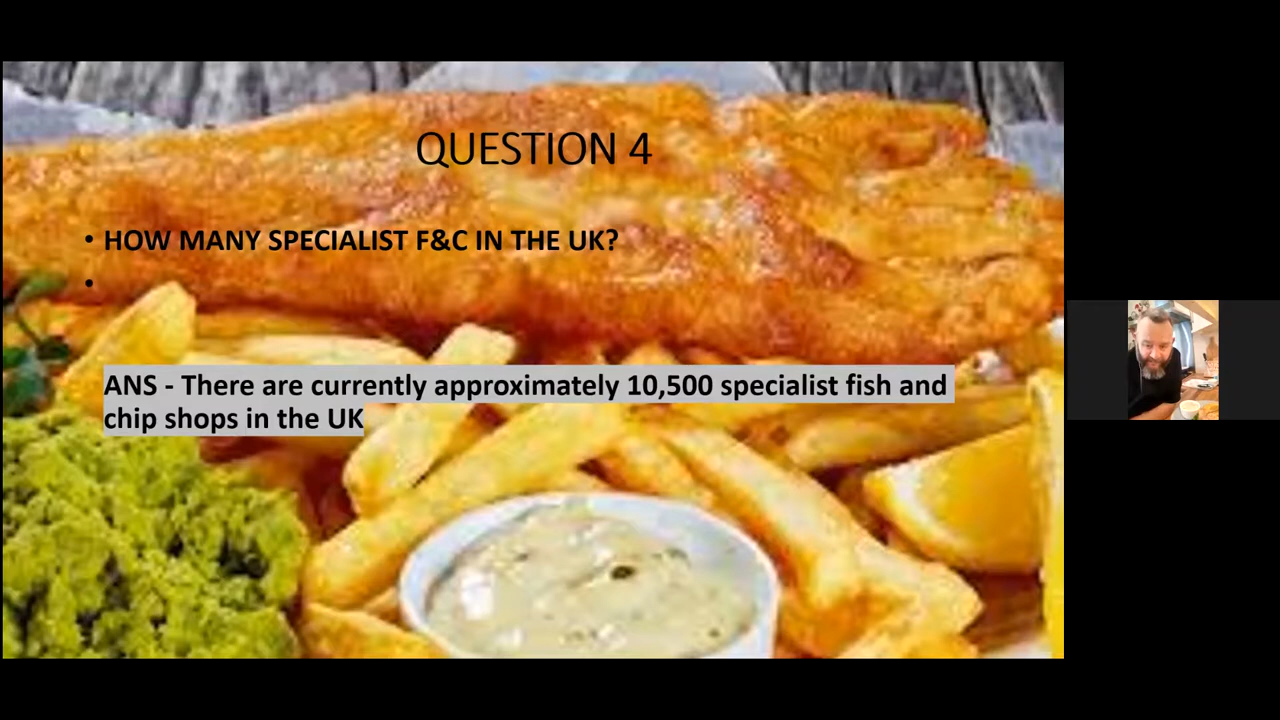 QUESTION 4
• HOW MANY SPECIALIST F&C IN THE UK?
•
ANS - There are currently approximately 10,500 specialist fish and
chip shops in the UK